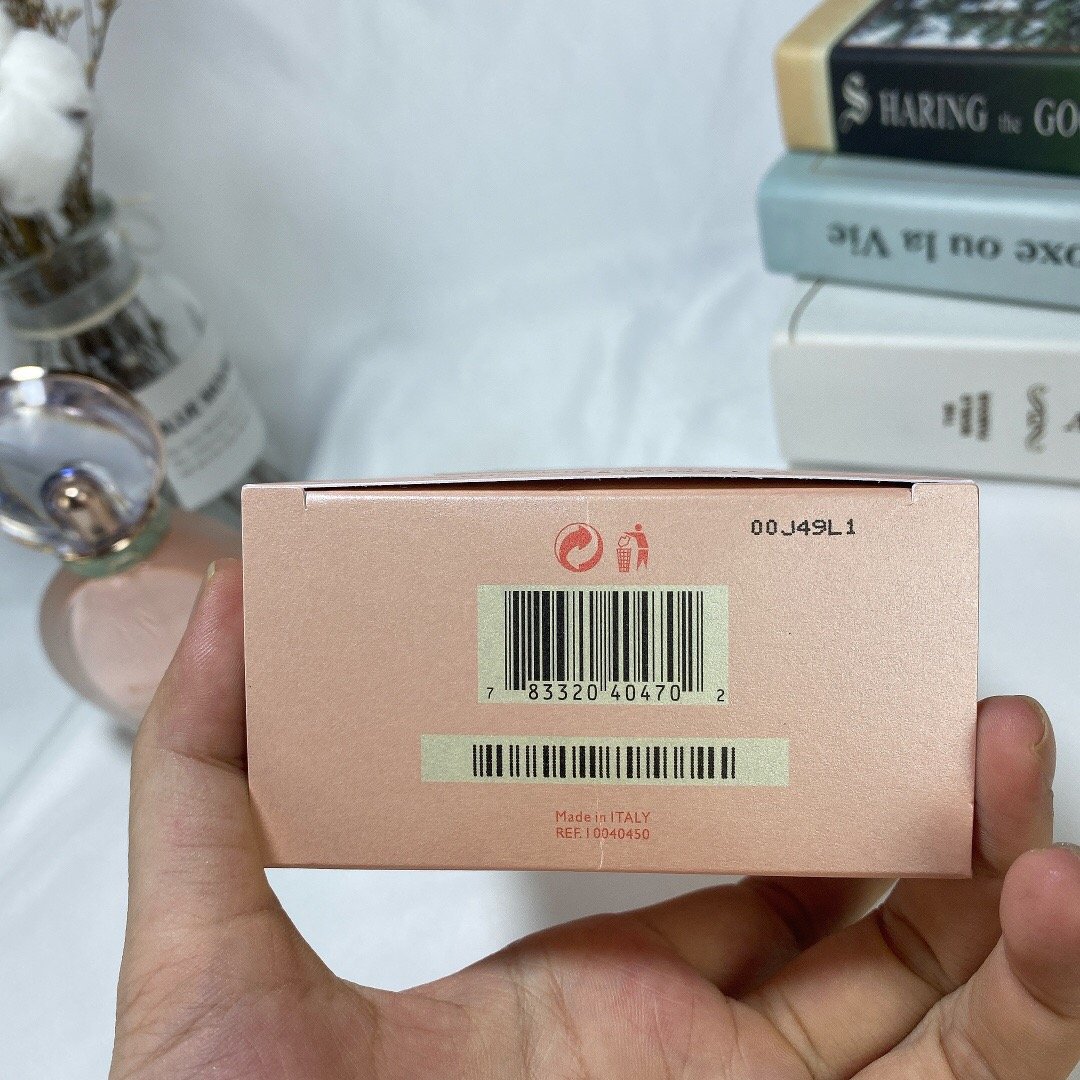 SHARING the GO
oxe ou la Vie
00J49L1
7 83320 40470 2
Made in ITALY
REF. 10040450